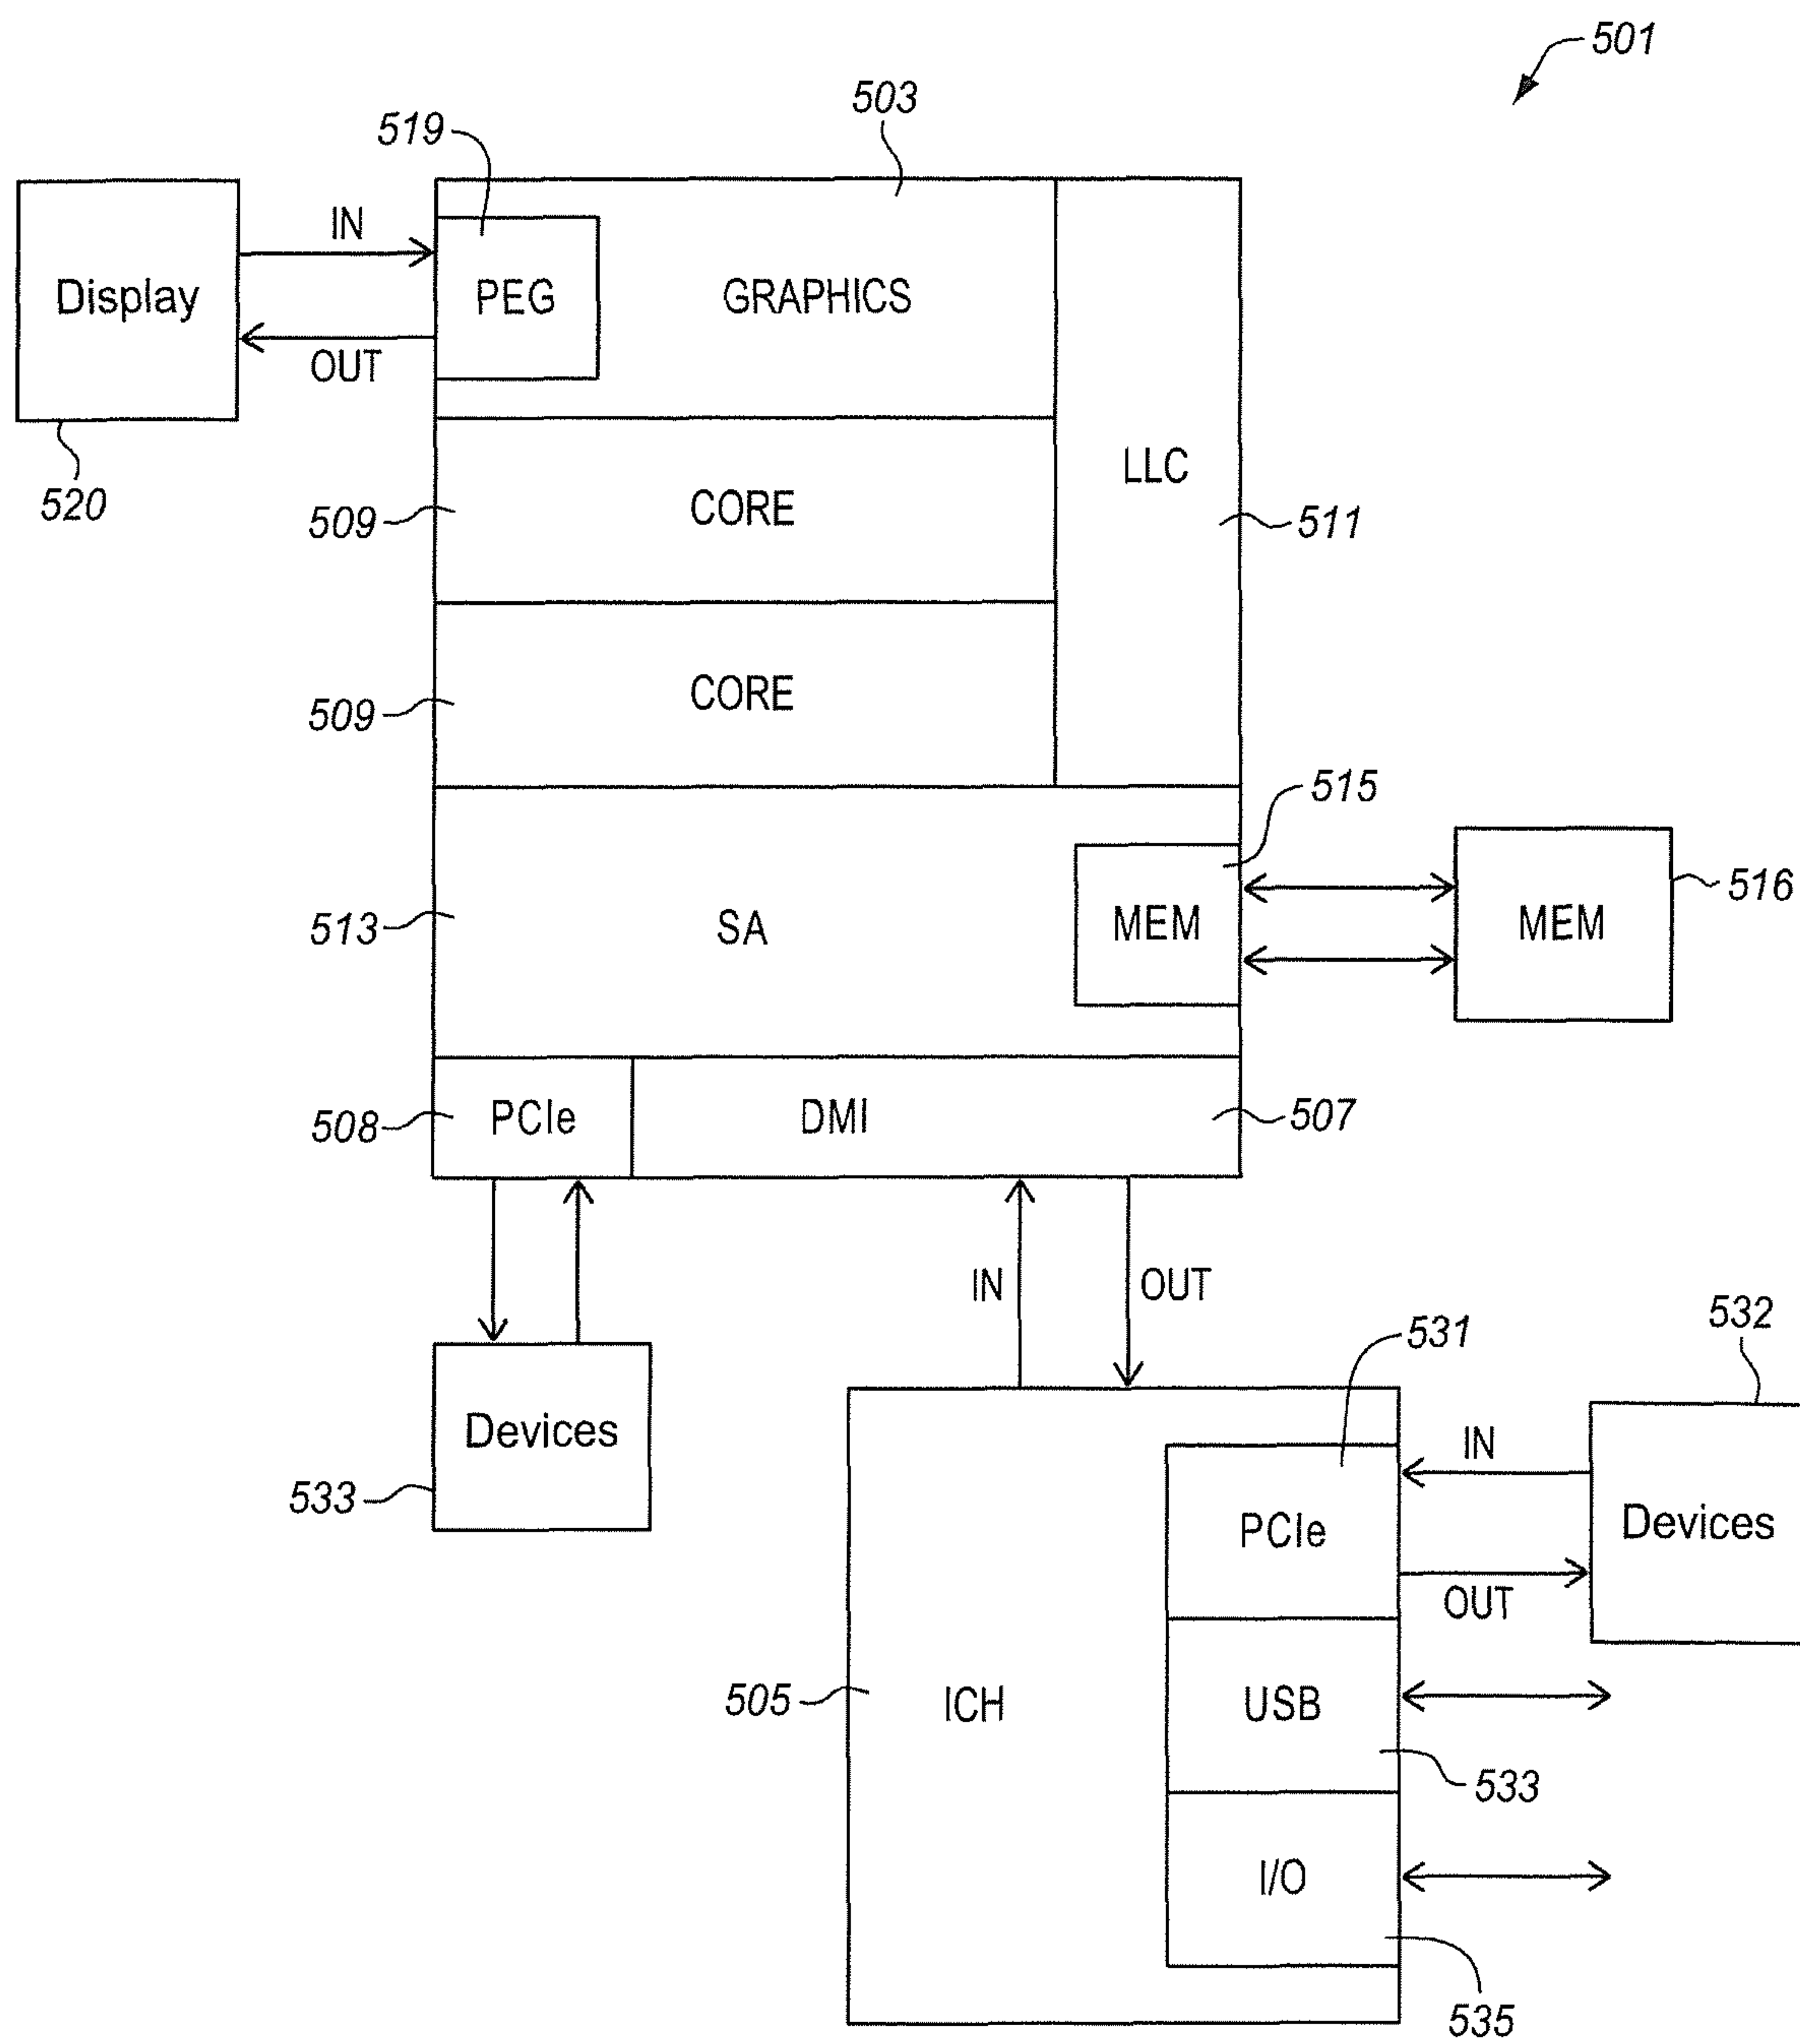 501
503
519
IN
Display
PEG
GRAPHICS
OUT
LLC
520
509
CORE
511
509
CORE
515
513
SA
MEM
MEM
516
508
PCIe
DMI
507
IN
OUT
532
531
Devices
IN
533
PCIe
Devices
OUT
505
ICH
USB
533
I/O
535